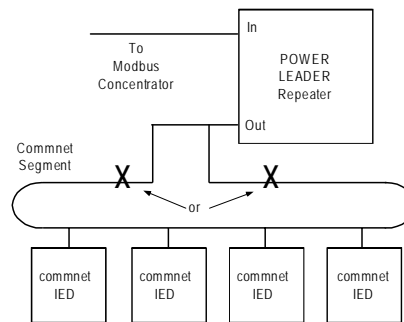 In
To
Modbus
Concentrator
POWER
LEADER
Repeater
Out
Commnet
Segment
X
X
or
commnet
IED
commnet
IED
commnet
IED
commnet
IED